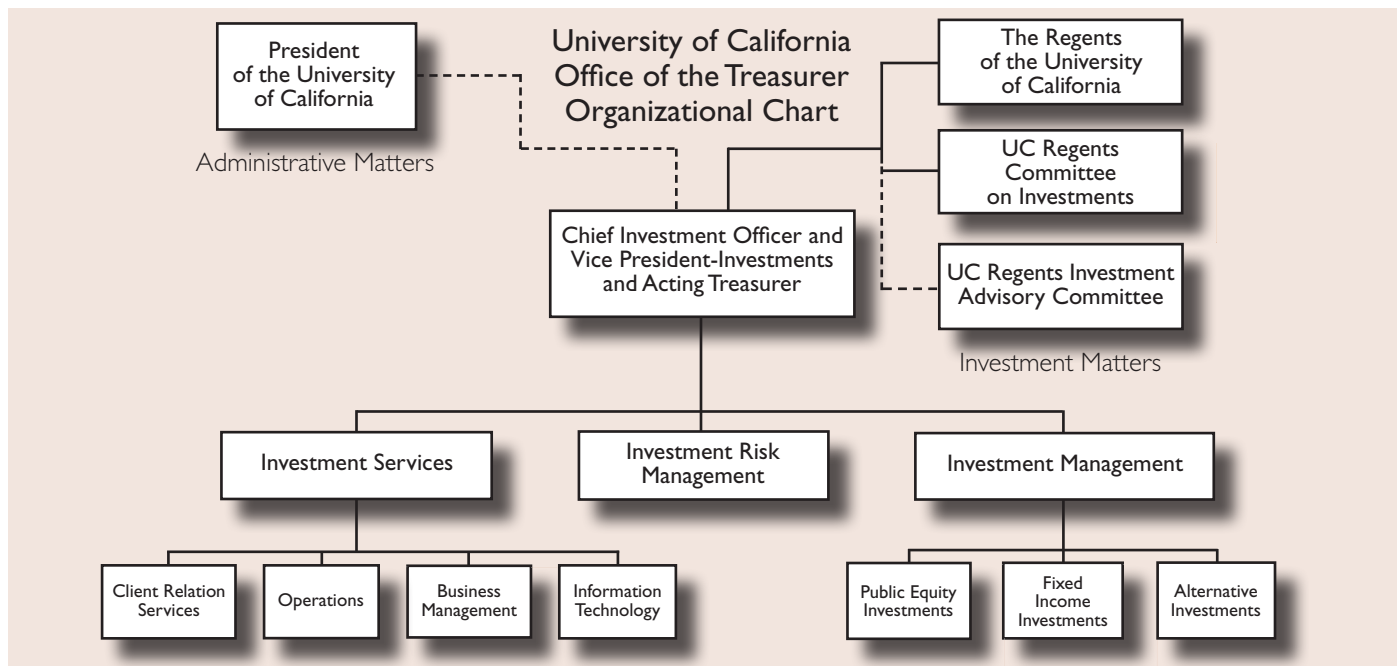 President
of the University
of California
Administrative Matters
University of California
Office of the Treasurer
Organizational Chart
The Regents
of the University
of California
UC Regents
Committee
on Investments
UC Regents Investment
Advisory Committee
Investment Matters
Chief Investment Officer and
Vice President-Investments
and Acting Treasurer
Investment Services
Investment Risk
Management
Investment Management
Client Relation
Services
Operations
Business
Management
Information
Technology
Public Equity
Investments
Fixed
Income
Investments
Alternative
Investments